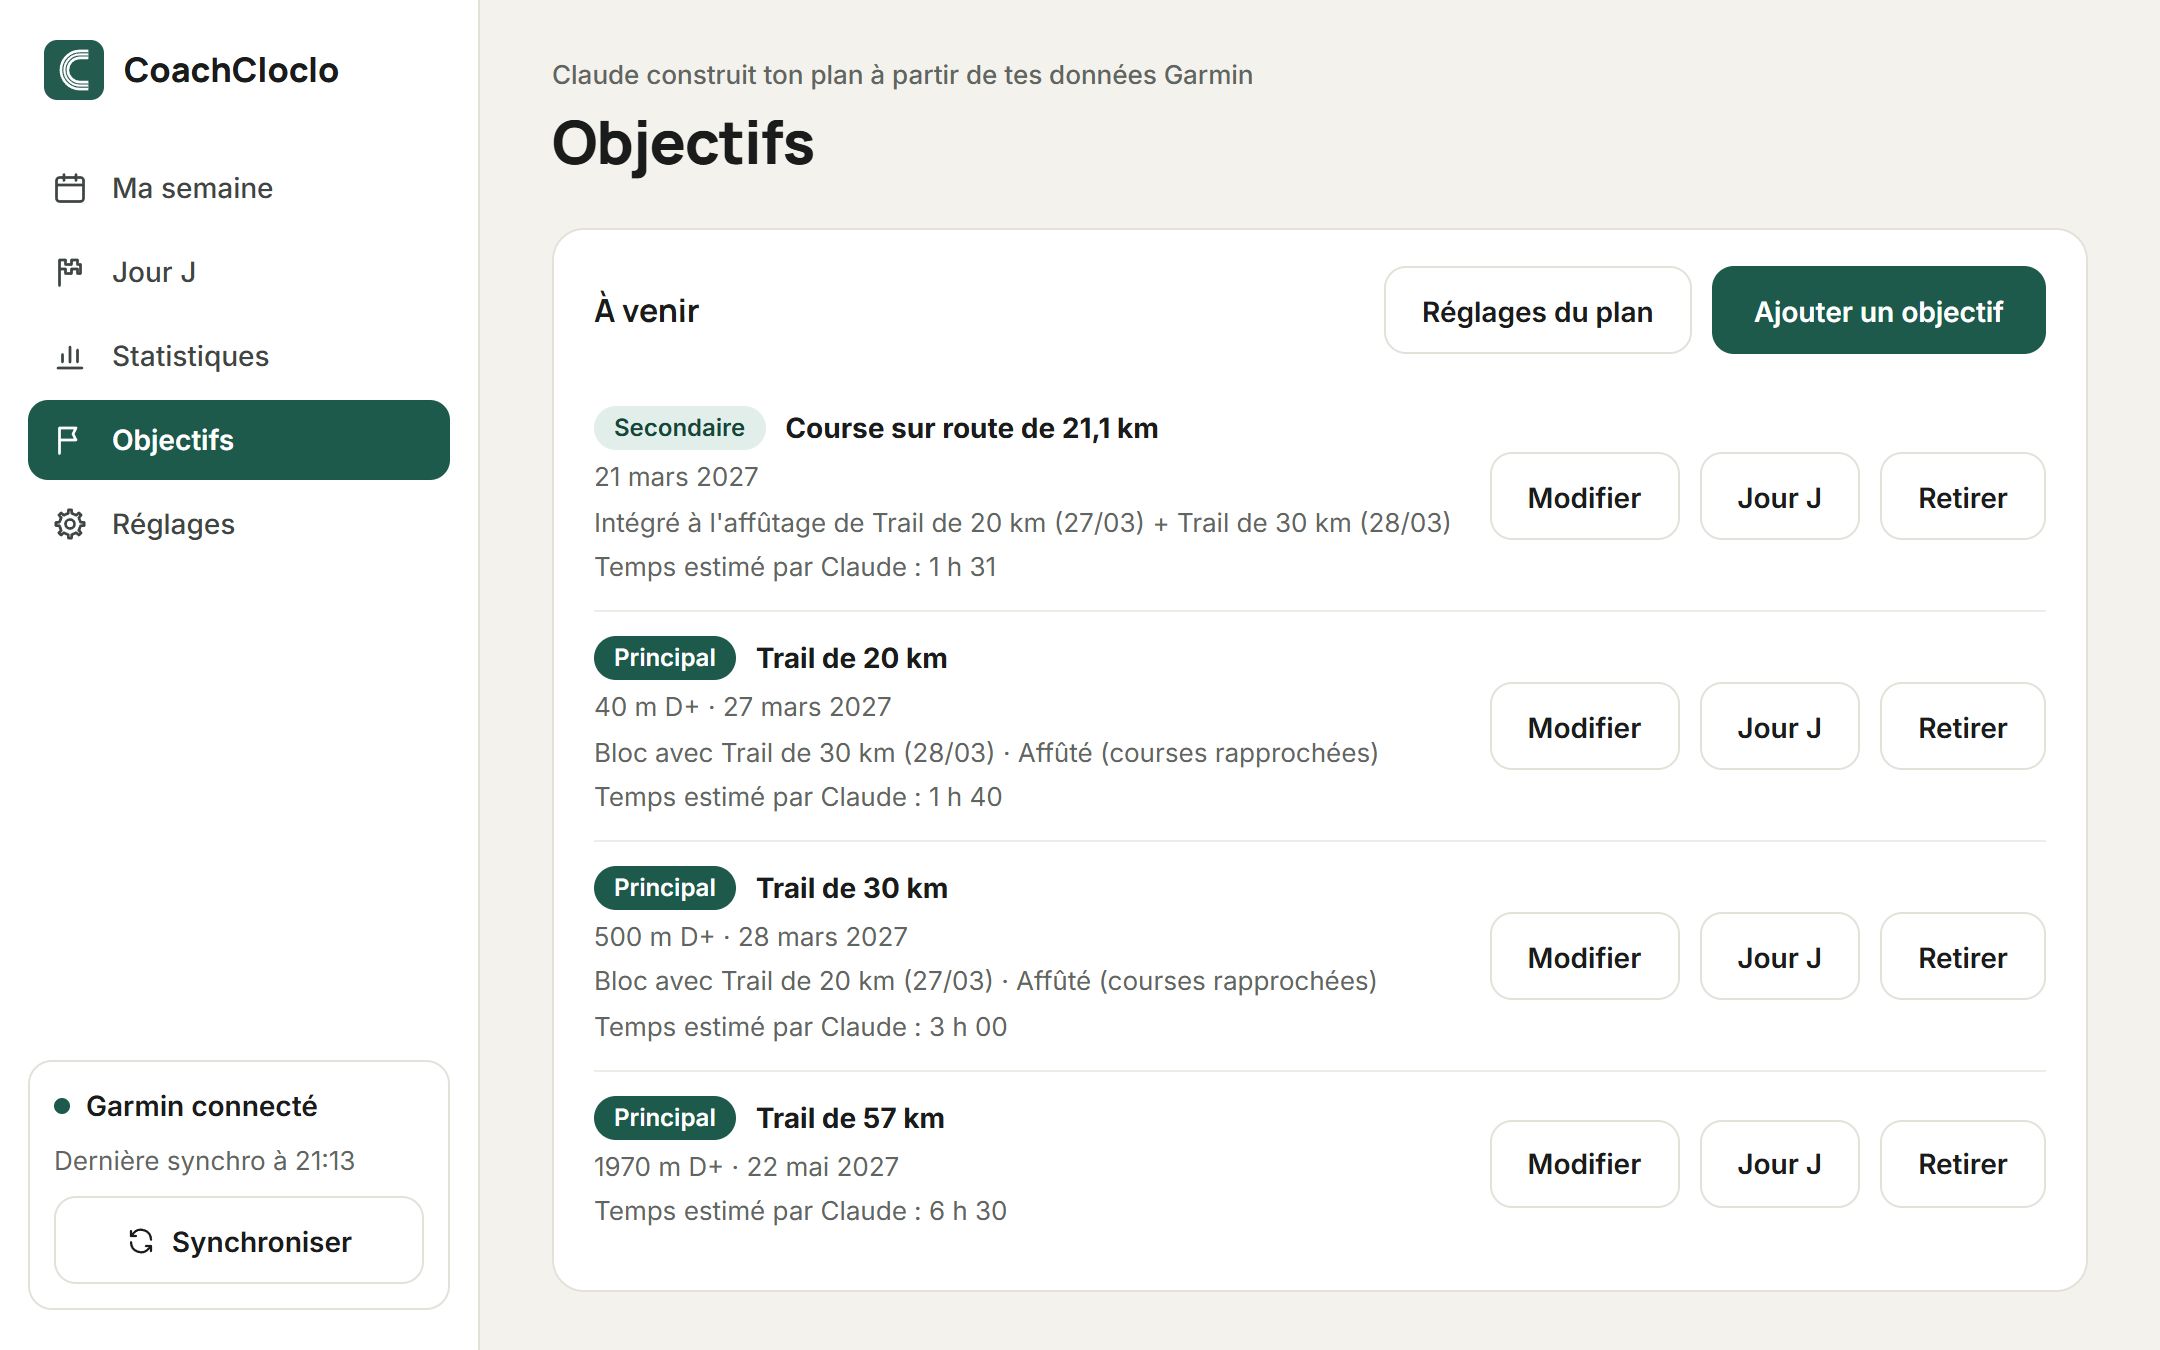 CoachCloclo
Ma semaine
Jour J
Statistiques
Objectifs
Réglages
Garmin connecté
Dernière synchro à 21:13
Synchroniser
Claude construit ton plan à partir de tes données Garmin
Objectifs
À venir
Réglages du plan
Ajouter un objectif
Secondaire Course sur route de 21,1 km
21 mars 2027
Intégré à l'affûtage de Trail de 20 km (27/03) + Trail de 30 km (28/03)
Temps estimé par Claude : 1 h 31
Modifier Jour J Retirer
Principal Trail de 20 km
40 m D+ · 27 mars 2027
Bloc avec Trail de 30 km (28/03) · Affûté (courses rapprochées)
Temps estimé par Claude : 1 h 40
Modifier Jour J Retirer
Principal Trail de 30 km
500 m D+ · 28 mars 2027
Bloc avec Trail de 20 km (27/03) · Affûté (courses rapprochées)
Temps estimé par Claude : 3 h 00
Modifier Jour J Retirer
Principal Trail de 57 km
1970 m D+ · 22 mai 2027
Temps estimé par Claude : 6 h 30
Modifier Jour J Retirer